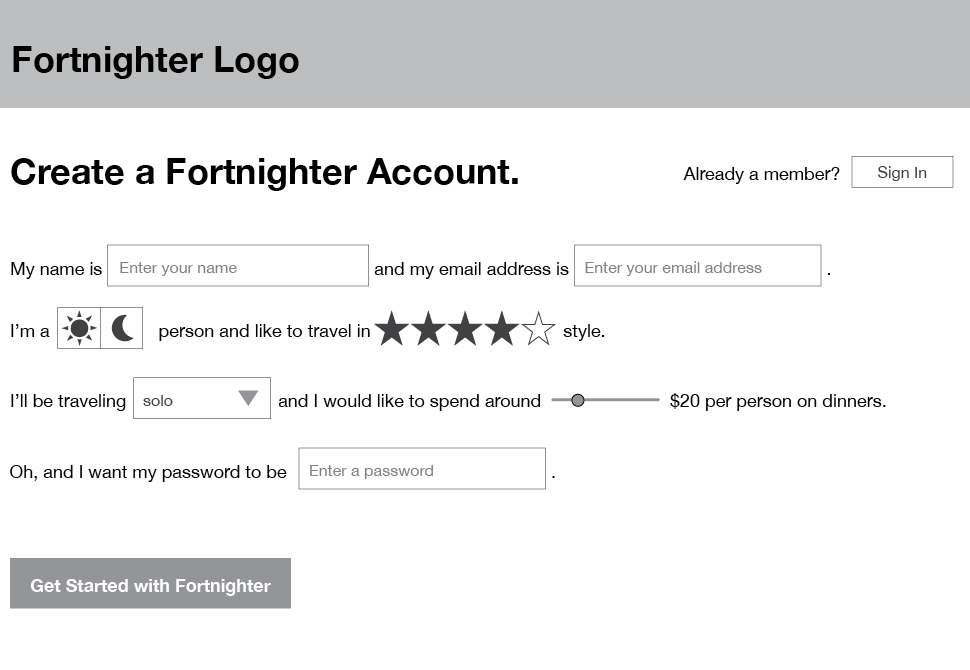 Fortnighter Logo
Create a Fortnighter Account.
Already a member? Sign In
My name is Enter your name and my email address is Enter your email address .
I’m a person and like to travel in style.
I’ll be traveling solo and I would like to spend around $20 per person on dinners.
Oh, and I want my password to be Enter a password .
Get Started with Fortnighter